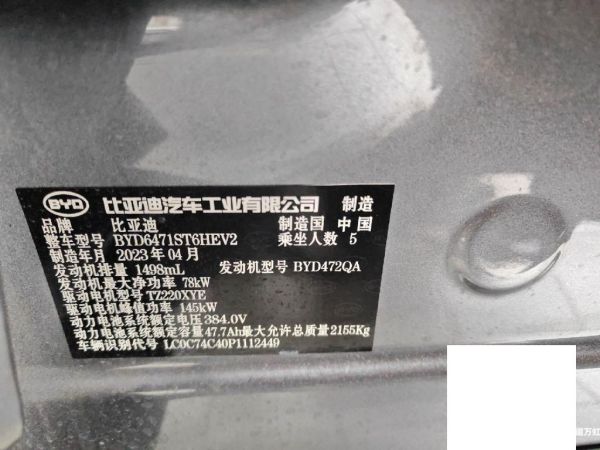 BYD 比亚迪汽车工业有限公司 制造
品牌 比亚迪 制造国 中国
整车型号 BYD6471ST6HEV2 乘坐人数 5
制造年月 2023年04月
发动机排量 1498mL 发动机型号 BYD472QA
发动机最大净功率 78kW
驱动电机型号 TZ220XYE
驱动电机峰值功率 145kW
动力电池系统额定电压 384.0V
动力电池系统额定容量 47.7Ah 最大允许总质量 2155Kg
车辆识别代号 LC0C74C40P1112449
万虹